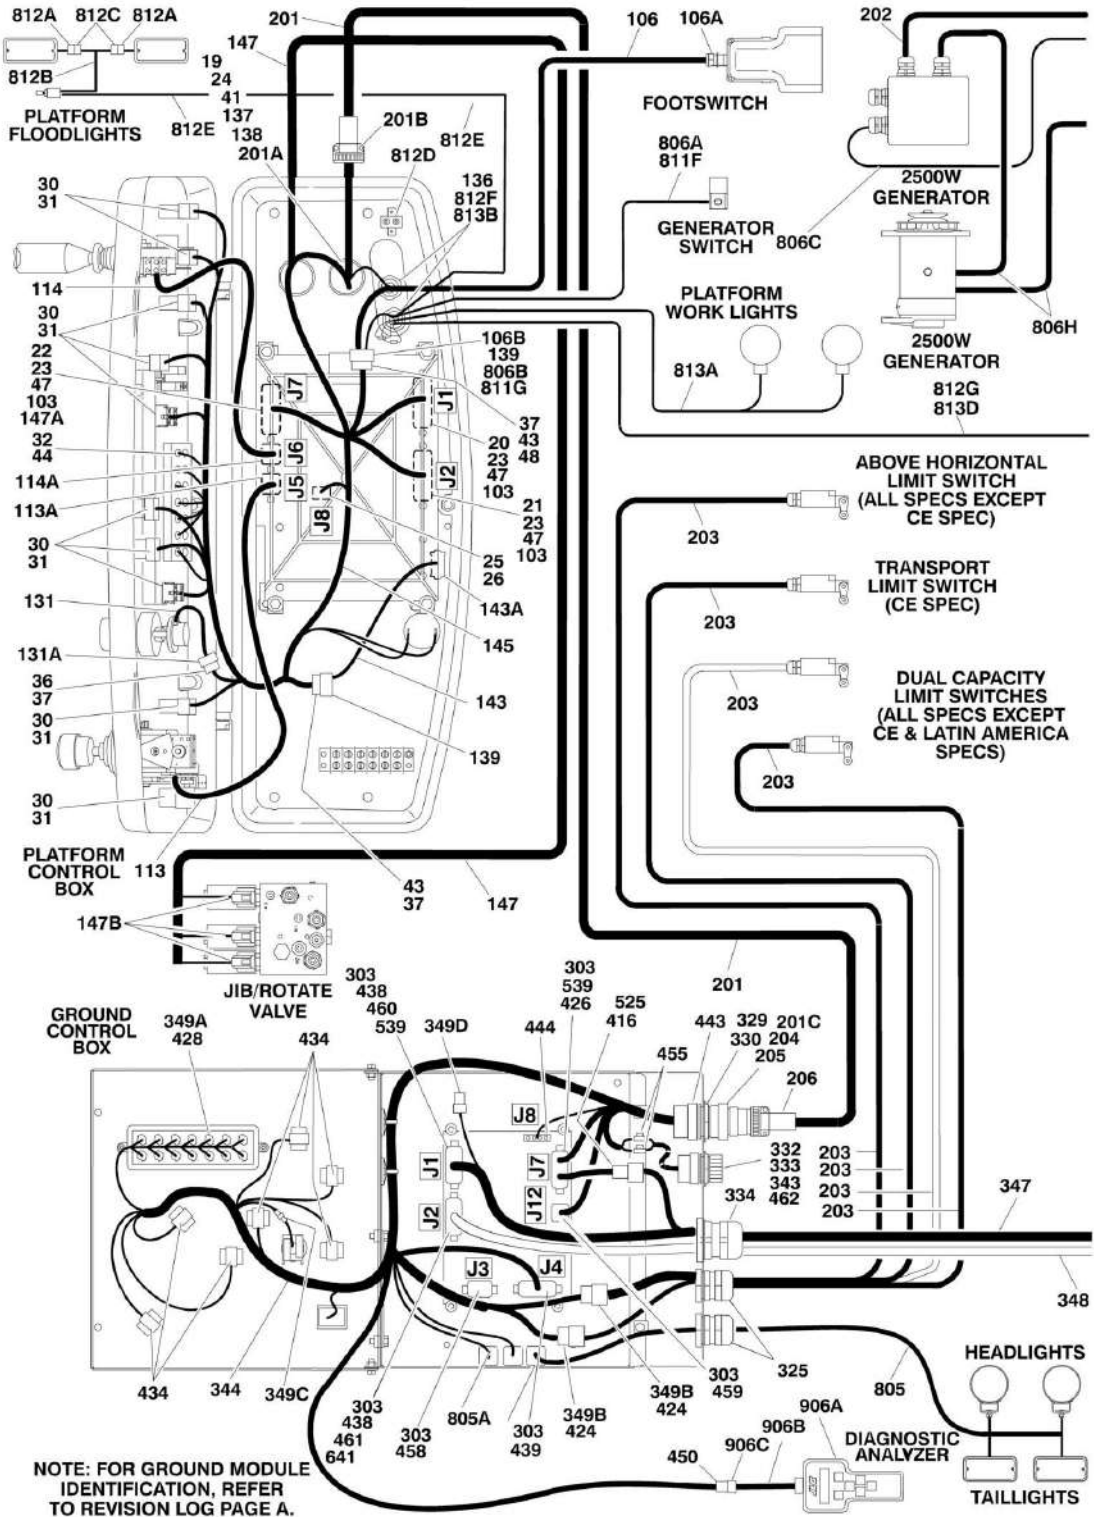 812A 812C 812A
812B
PLATFORM
FLOODLIGHTS
812E
19
24
41
137
138
201A
147
201
201B
812D
812E
136
812F
813B
106
106A
FOOTSWITCH
806A
811F
GENERATOR
SWITCH
202
2500W
GENERATOR
806C
806H
2500W
GENERATOR
PLATFORM
WORK LIGHTS
813A
812G
813D
30
31
114
30
31
22
23
47
103
147A
32
44
114A
113A
30
31
131
131A
36
37
30
31
30
31
PLATFORM
CONTROL
BOX
113
J7
J6
J5
J8
J1
J2
106B
139
806B
811G
37
43
48
20
23
47
103
21
23
47
103
25
26
143A
145
143
139
43
37
147
ABOVE HORIZONTAL
LIMIT SWITCH
(ALL SPECS EXCEPT
CE SPEC)
203
TRANSPORT
LIMIT SWITCH
(CE SPEC)
203
DUAL CAPACITY
LIMIT SWITCHES
(ALL SPECS EXCEPT
CE & LATIN AMERICA
SPECS)
203
203
147B
JIB/ROTATE
VALVE
201
GROUND
CONTROL
BOX
349A
428
434
303
438
460
539
349D
444
303
539
426
525
416
455
443
329
330
201C
204
205
206
J8
J1
J7
J2
J12
J3
J4
332
333
343
462
334
203
203
203
203
347
348
434
344
349C
303
438
461
641
303
458
805A
303
439
349B
424
349B
424
303
459
325
805
HEADLIGHTS
TAILLIGHTS
450
906C
906B
906A
DIAGNOSTIC
ANALYZER
NOTE: FOR GROUND MODULE
IDENTIFICATION, REFER
TO REVISION LOG PAGE A.